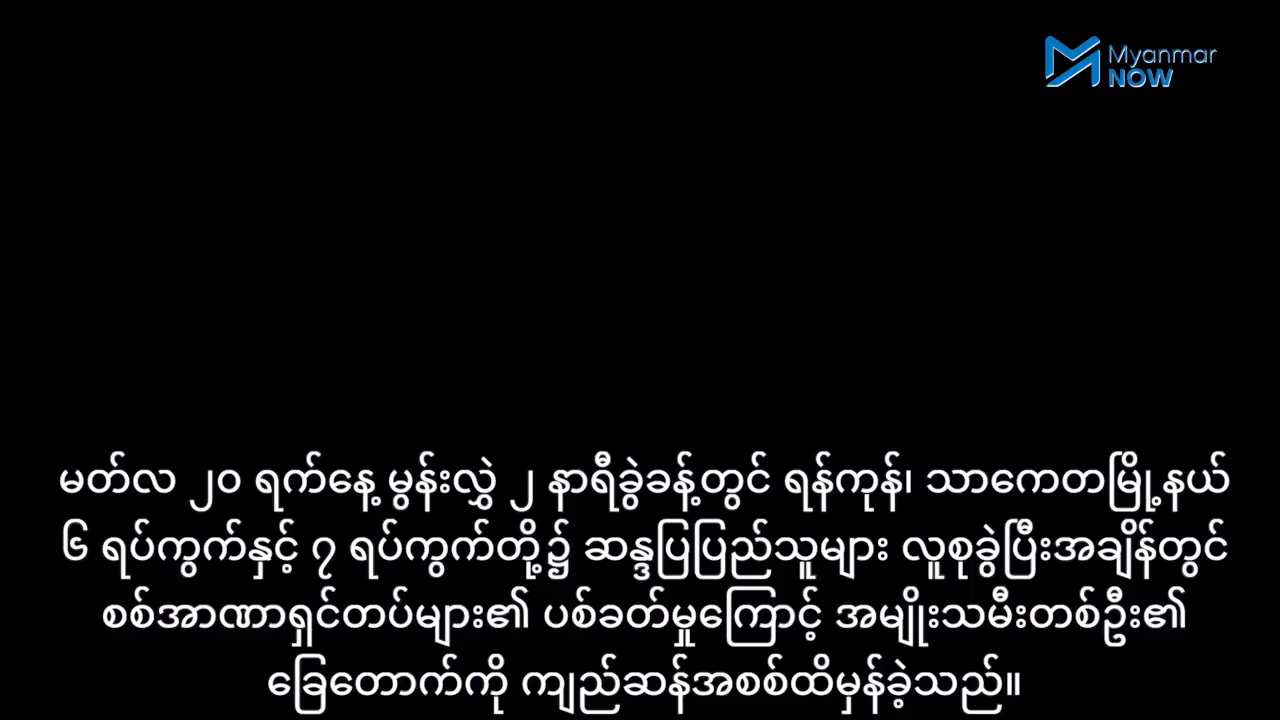 Myanmar
NOW
မတ်လ ၂၀ ရက်နေ့ မွန်းလွှဲ ၂ နာရီခွဲခန့်တွင် ရန်ကုန်၊ သာကေတမြို့နယ်
၆ ရပ်ကွက်နှင့် ၇ ရပ်ကွက်တို့၌ ဆန္ဒပြပြည်သူများ လူစုခွဲပြီးအချိန်တွင်
စစ်အာဏာရှင်တပ်များ၏ ပစ်ခတ်မှုကြောင့် အမျိုးသမီးတစ်ဦး၏
ခြေတောက်ကို ကျည်ဆန်အစစ်ထိမှန်ခဲ့သည်။